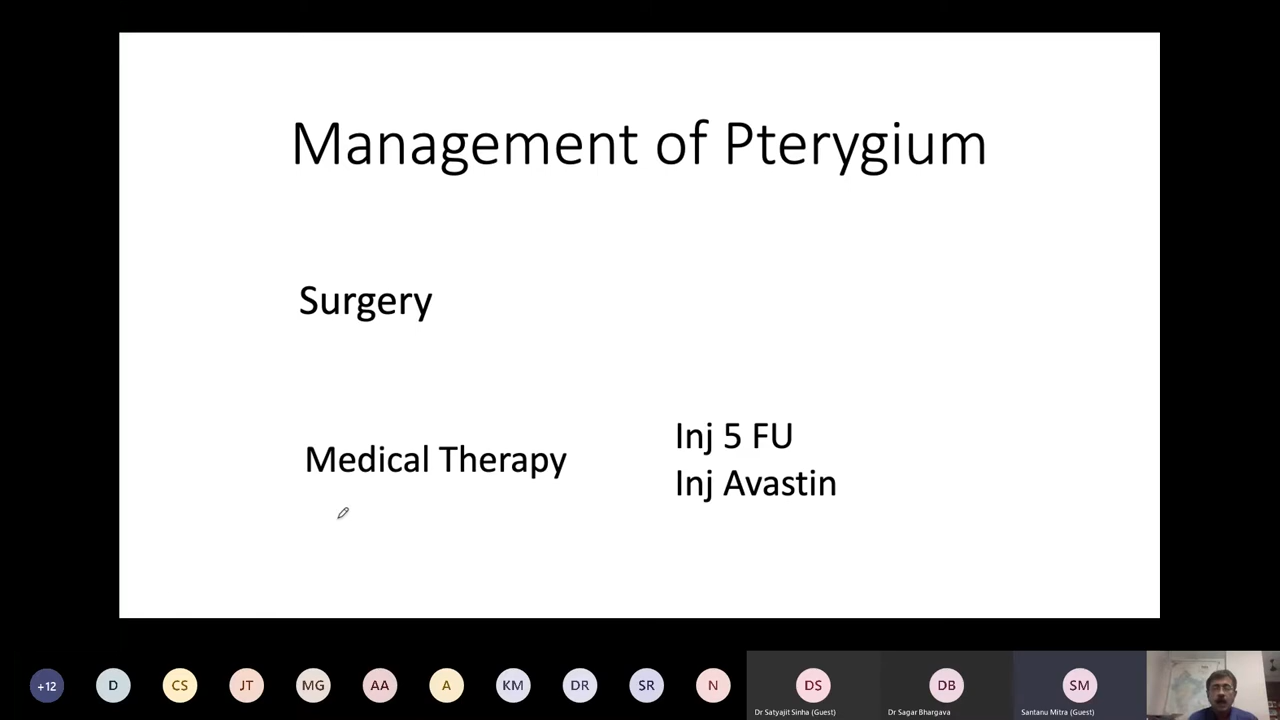 Management of Pterygium
Surgery
Medical Therapy
Inj 5 FU
Inj Avastin
+12
D
CS
JT
MG
AA
A
KM
DR
SR
N
DS
DB
SM
Dr Satyajit Sinha (Guest)
Dr Sagar Bhargava
Santanu Mitra (Guest)